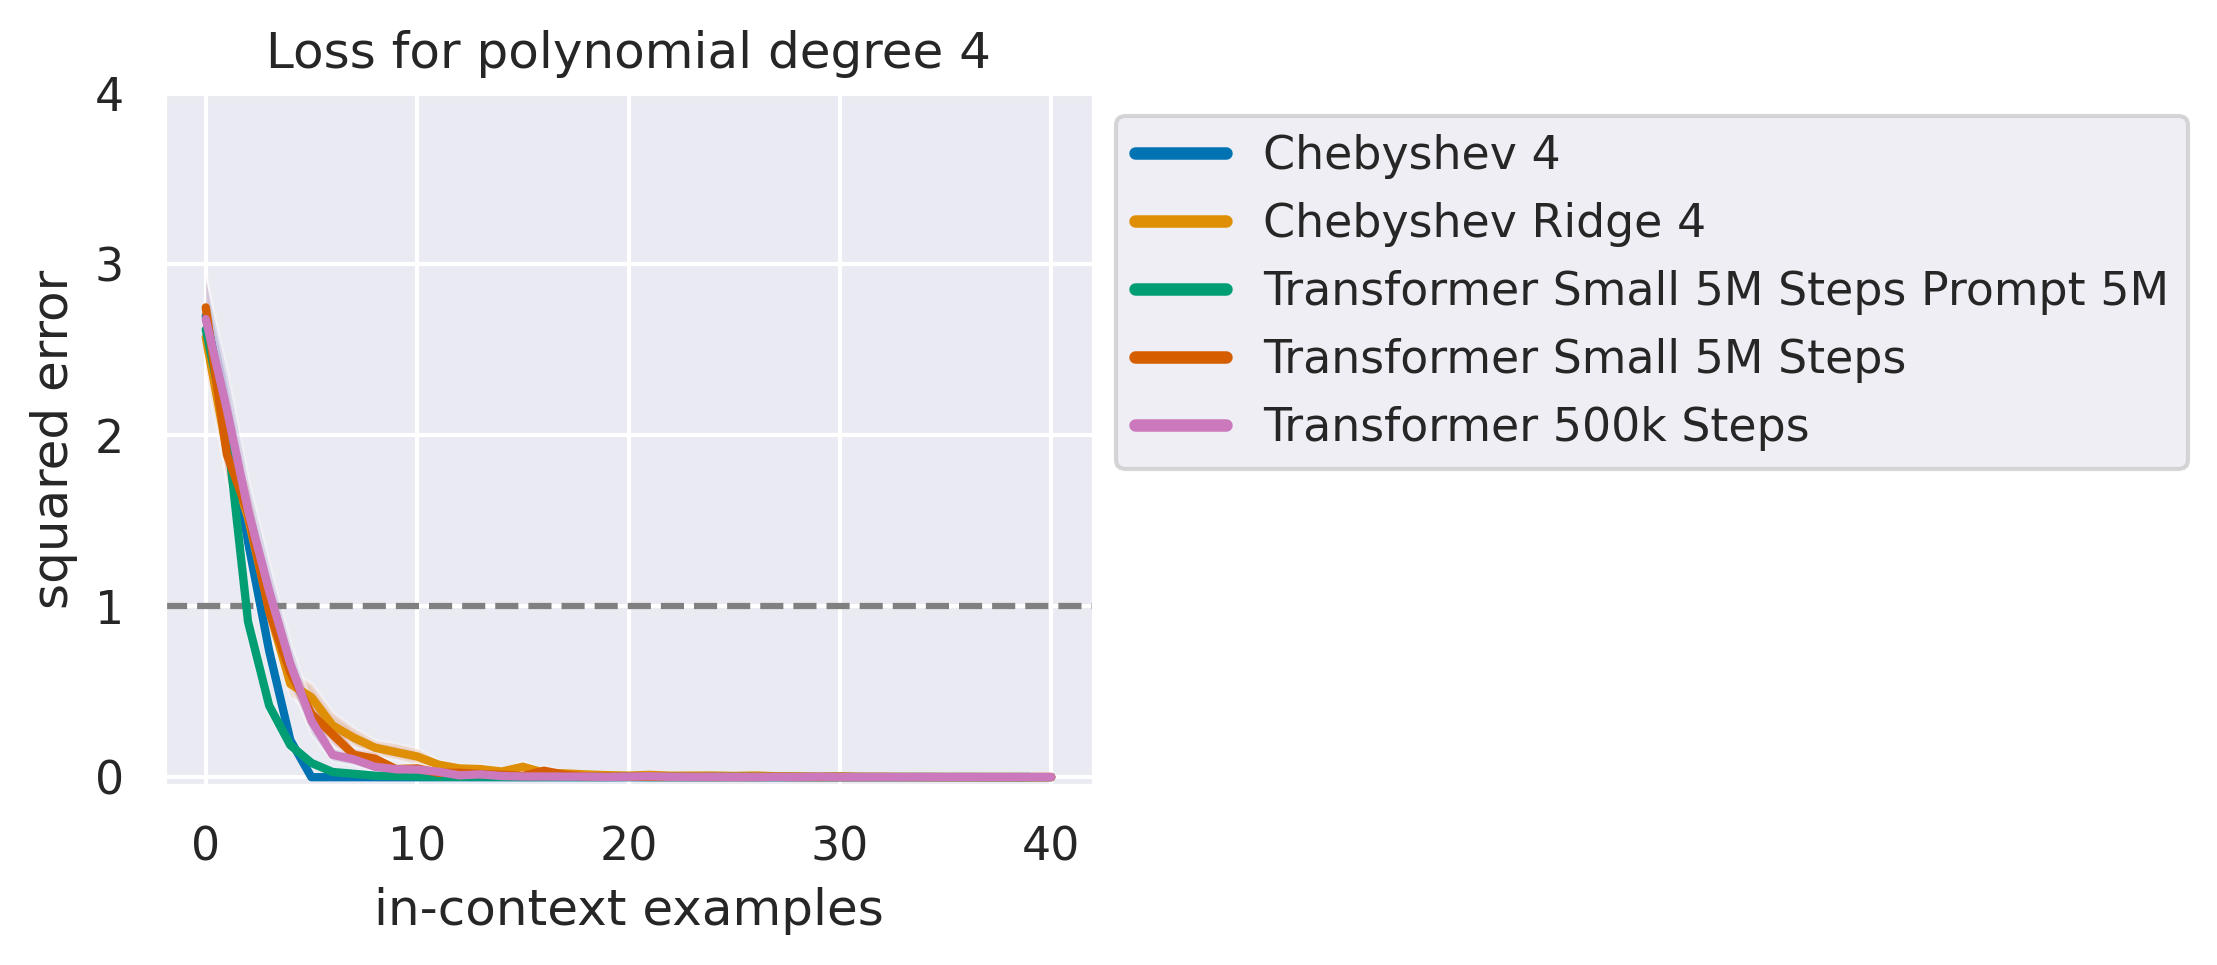 Loss for polynomial degree 4
4
3
2
1
0
squared error
0 10 20 30 40
in-context examples
Chebyshev 4
Chebyshev Ridge 4
Transformer Small 5M Steps Prompt 5M
Transformer Small 5M Steps
Transformer 500k Steps